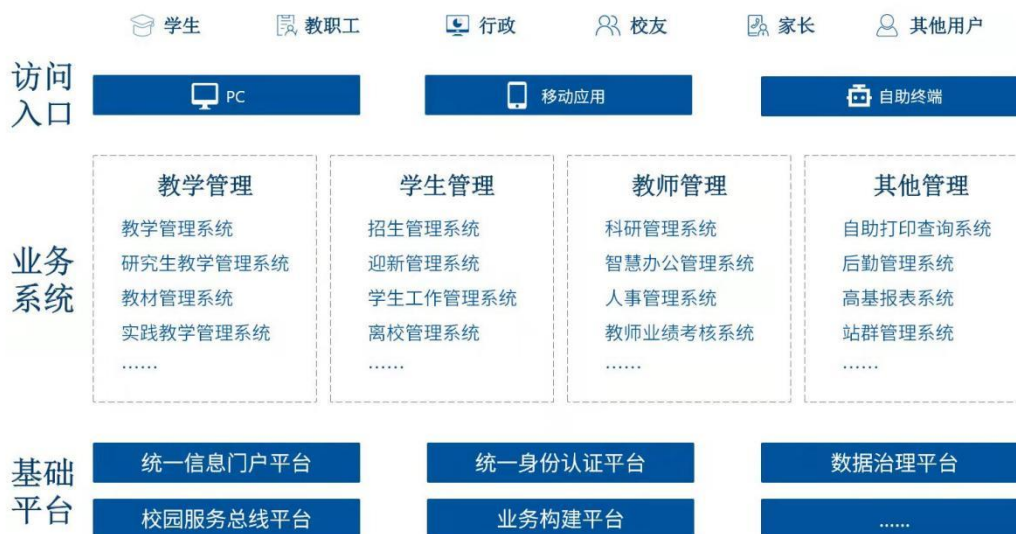 学生 教职工 行政 校友 家长 其他用户
访问
入口
PC 移动应用 自助终端
业务
系统
教学管理
教学管理系统
研究生教学管理系统
教材管理系统
实践教学管理系统
……
学生管理
招生管理系统
迎新管理系统
学生工作管理系统
离校管理系统
……
教师管理
科研管理系统
智慧办公管理系统
人事管理系统
教师业绩考核系统
……
其他管理
自助打印查询系统
后勤管理系统
高基报表系统
站群管理系统
……
基础
平台
统一信息门户平台 统一身份认证平台 数据治理平台
校园服务总线平台 业务构建平台 ……